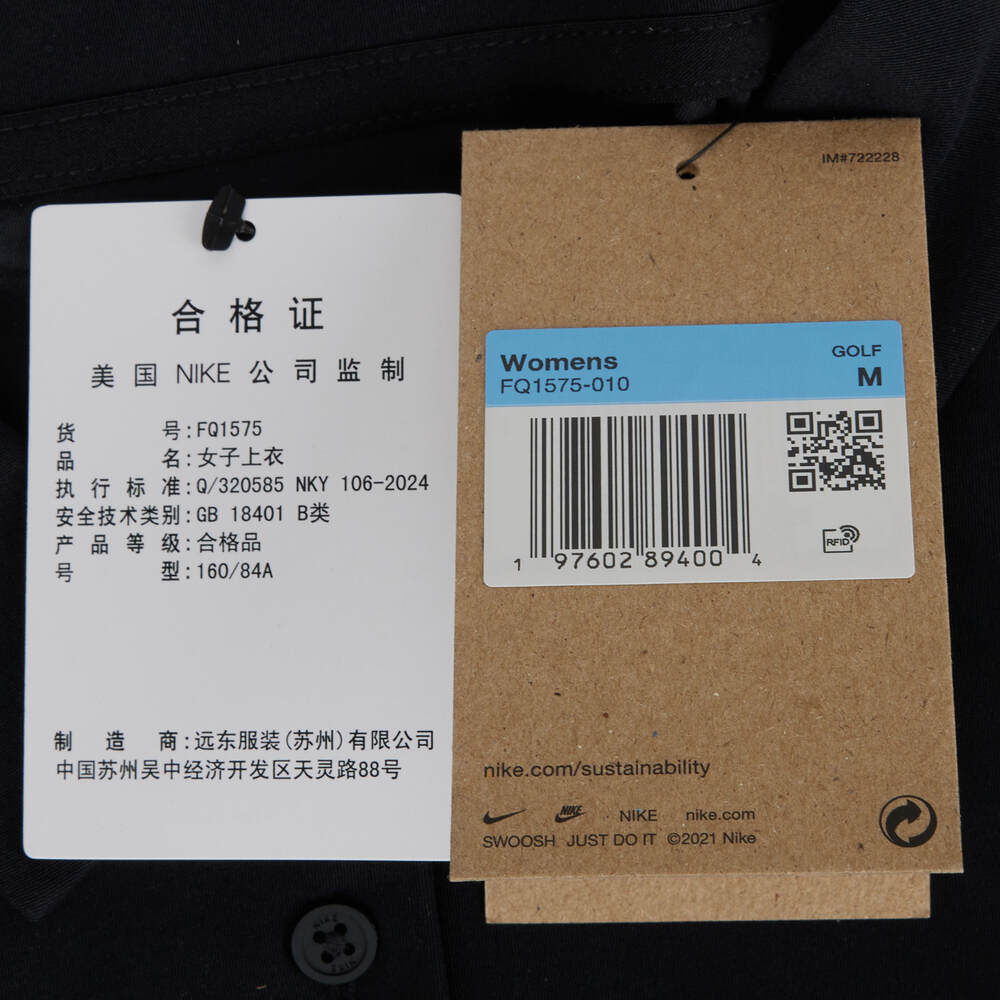 合格证
美国 NIKE 公司监制
货号:FQ1575
品名:女子上衣
执行标准:Q/320585 NKY 106-2024
安全技术类别:GB 18401 B类
产品等级:合格品
号型:160/84A
制造商:远东服装(苏州)有限公司
中国苏州吴中经济开发区天灵路88号
IM#722228
Womens
GOLF
FQ1575-010
M
1 97602 89400 4
RFID
nike.com/sustainability
NIKE NIKE nike.com
SWOOSH JUST DO IT ©2021 Nike
NIKE
NIKE